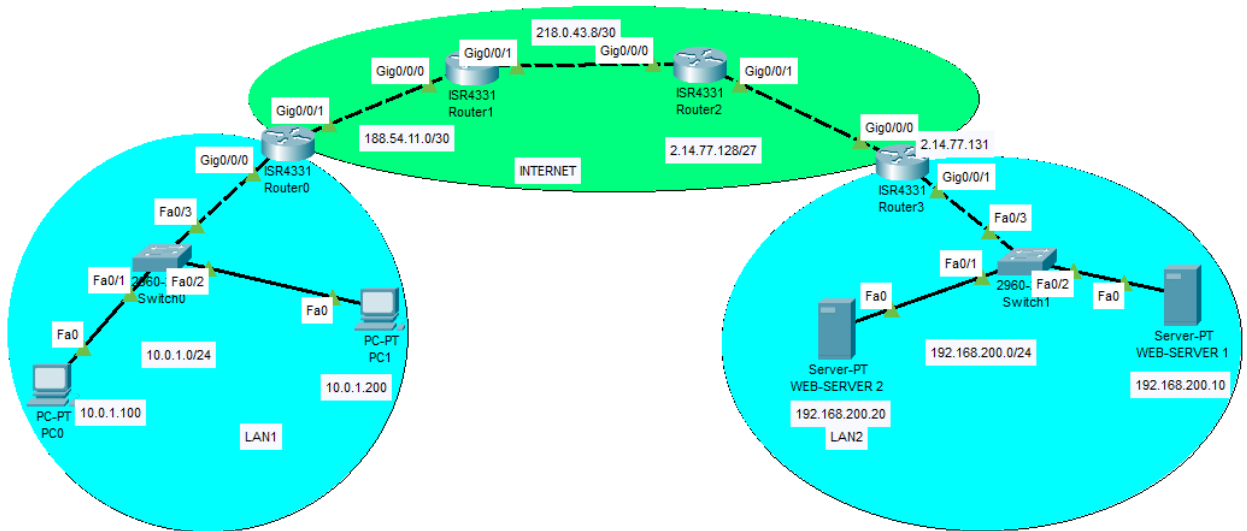 218.0.43.8/30
Gig0/0/1
Gig0/0/0
Gig0/0/0
Gig0/0/1
ISR4331
Router1
ISR4331
Router2
Gig0/0/1
188.54.11.0/30
Gig0/0/0
2.14.77.131
2.14.77.128/27
INTERNET
Gig0/0/0
ISR4331
Router0
ISR4331
Router3
Gig0/0/1
Fa0/3
Fa0/3
Fa0/1
2960-
Fa0/2
Switch0
Fa0/1
2960-
Fa0/2
Switch1
Fa0
Fa0
Fa0
Fa0
PC-PT
PC1
10.0.1.0/24
10.0.1.200
PC-PT
PC0
10.0.1.100
LAN1
Server-PT
WEB-SERVER 1
192.168.200.0/24
Server-PT
WEB-SERVER 2
192.168.200.10
192.168.200.20
LAN2